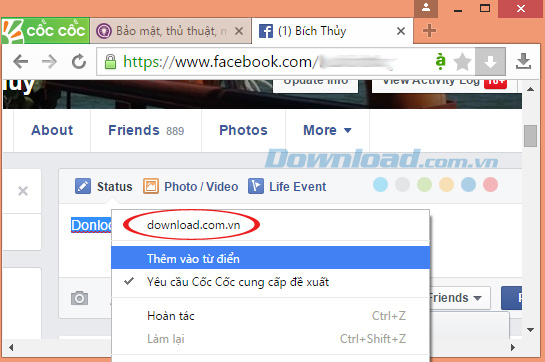 cốc cốc
Bảo mật, thủ thuật, m
(1) Bích Thủy
https://www.facebook.com/
Update Info
View Activity Log 10+
About
Friends 889
Photos
More
Download.com.vn
Status
Photo / Video
Life Event
download.com.vn
Thêm vào từ điển
Yêu cầu Cốc Cốc cung cấp đề xuất
Friends
Hoàn tác Ctrl+Z
Làm lại Ctrl+Shift+Z